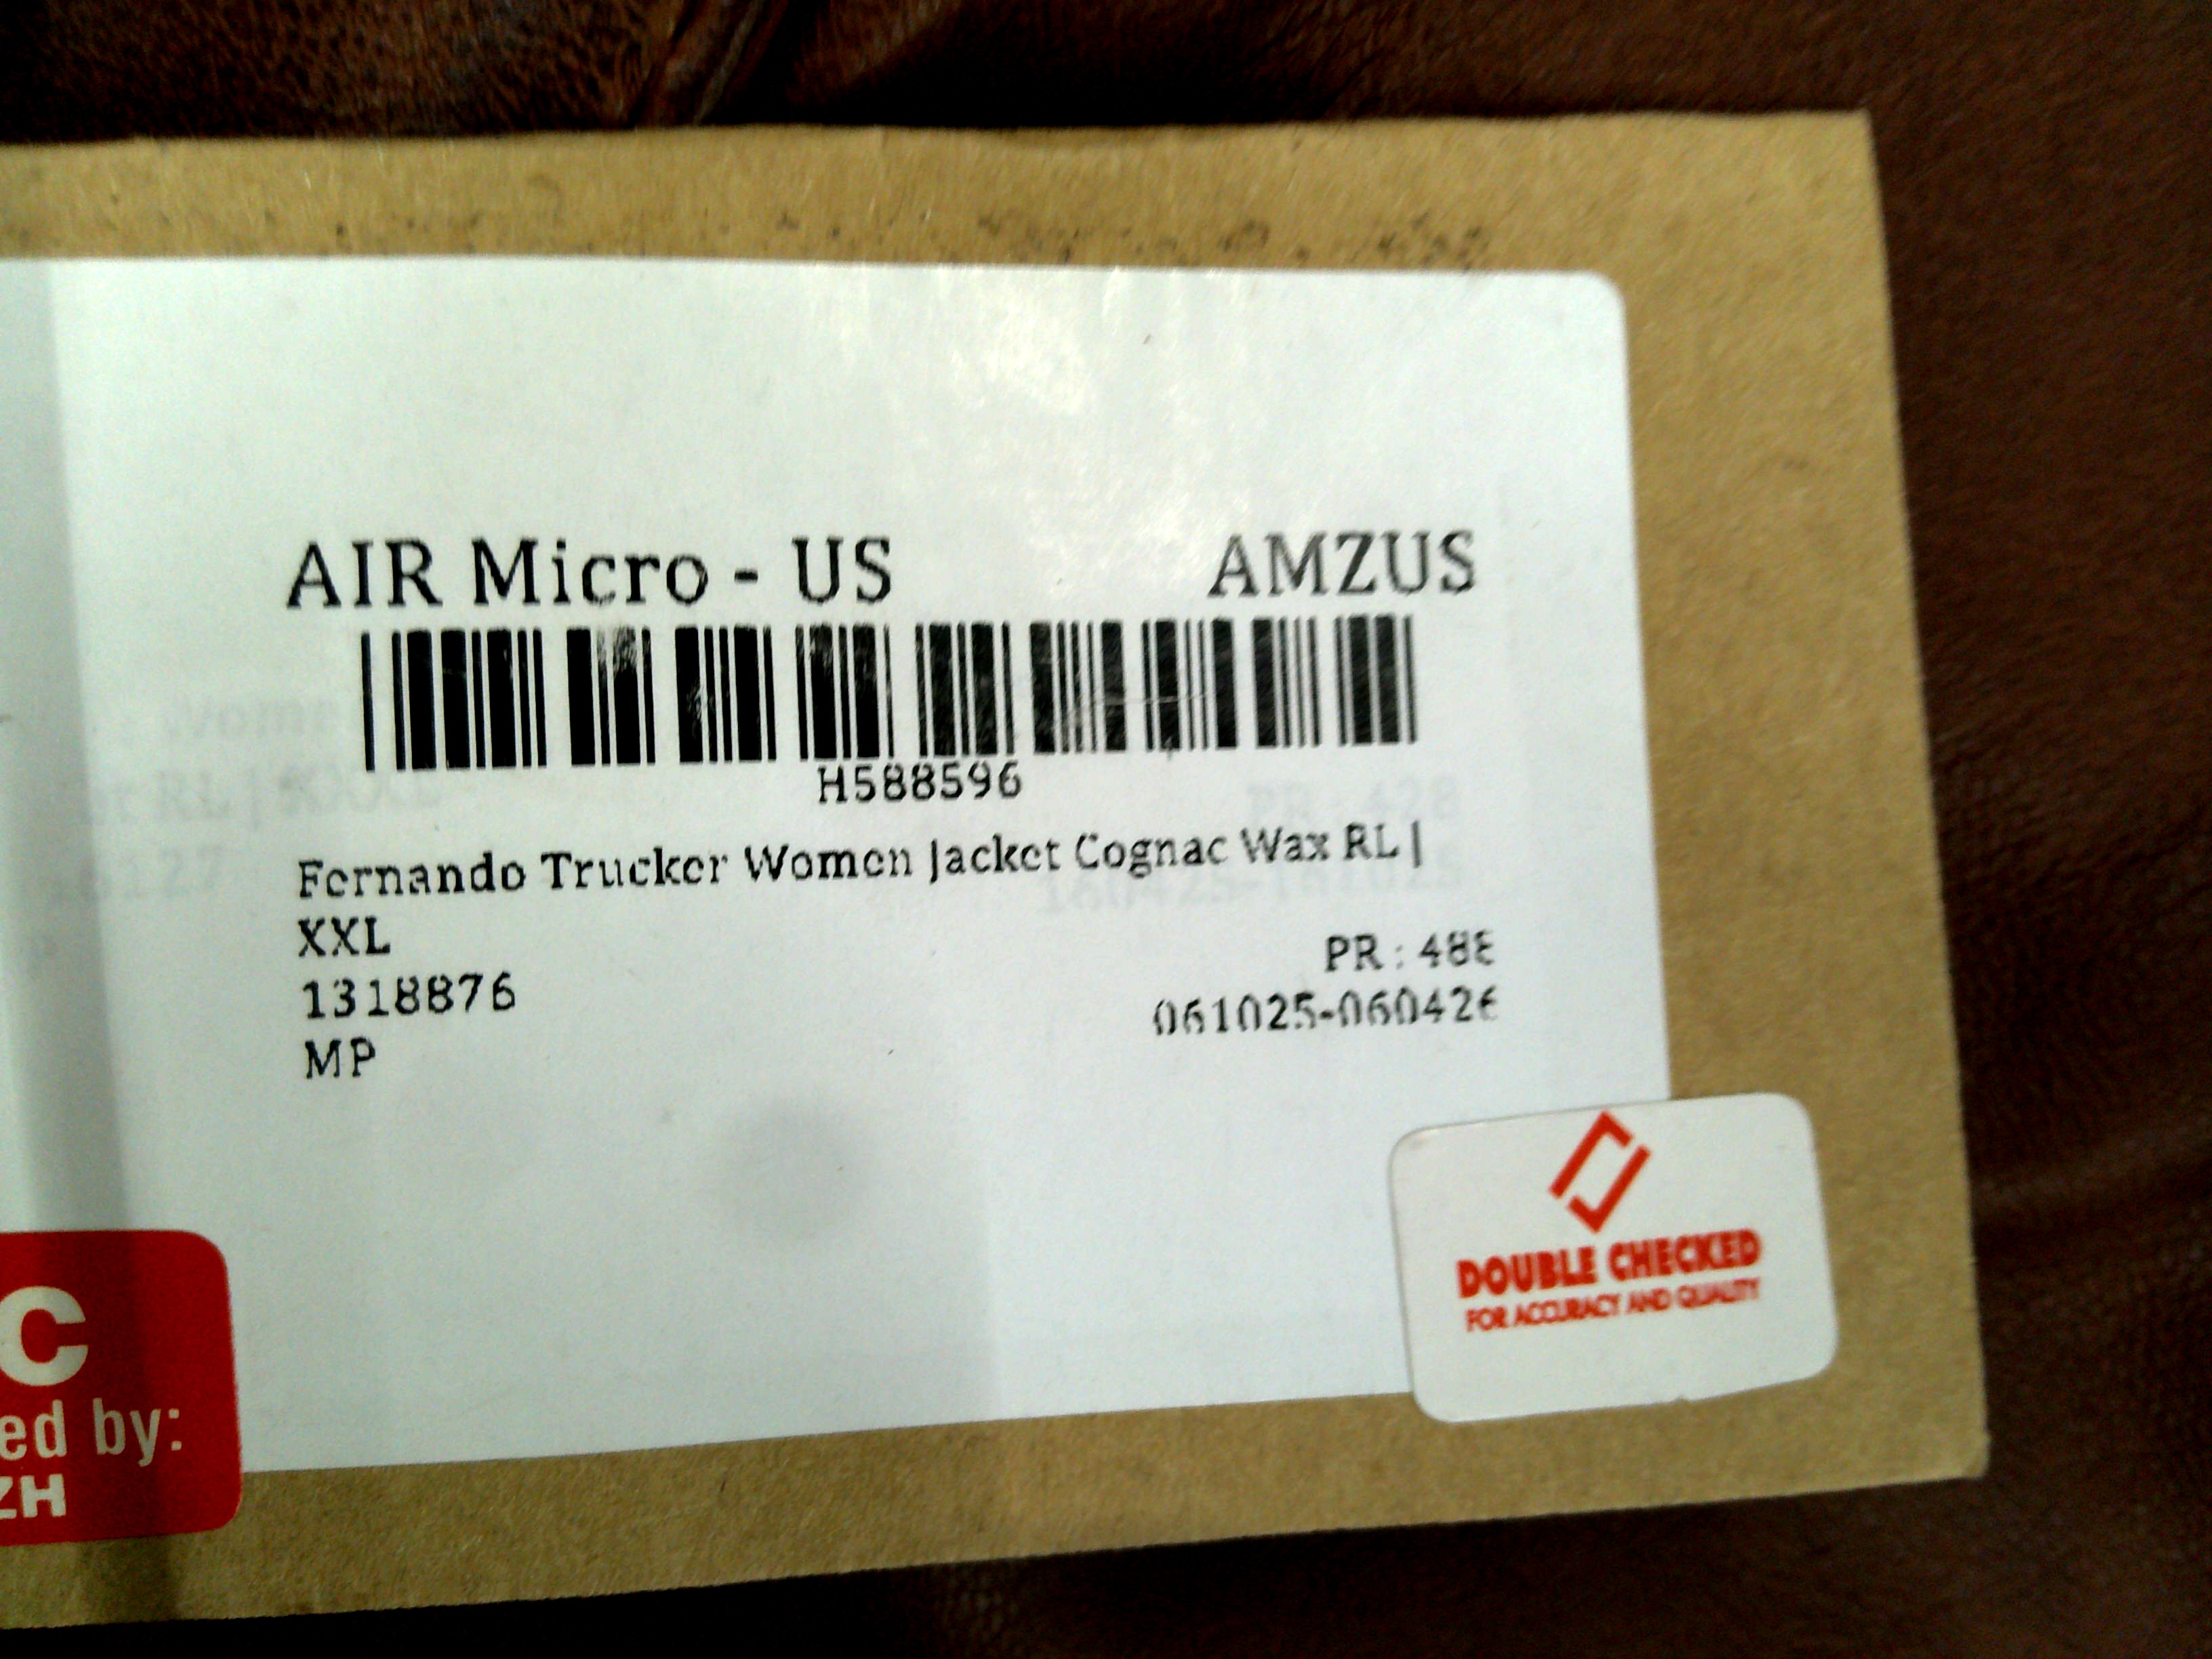 AIR Micro - US AMZUS
H588596
Fernando Trucker Women Jacket Cognac Wax RL |
XXL
PR : 488
1318876
061025-060426
MP
DOUBLE CHECKED
FOR ACCURACY AND QUALITY
C
ed by:
ZH